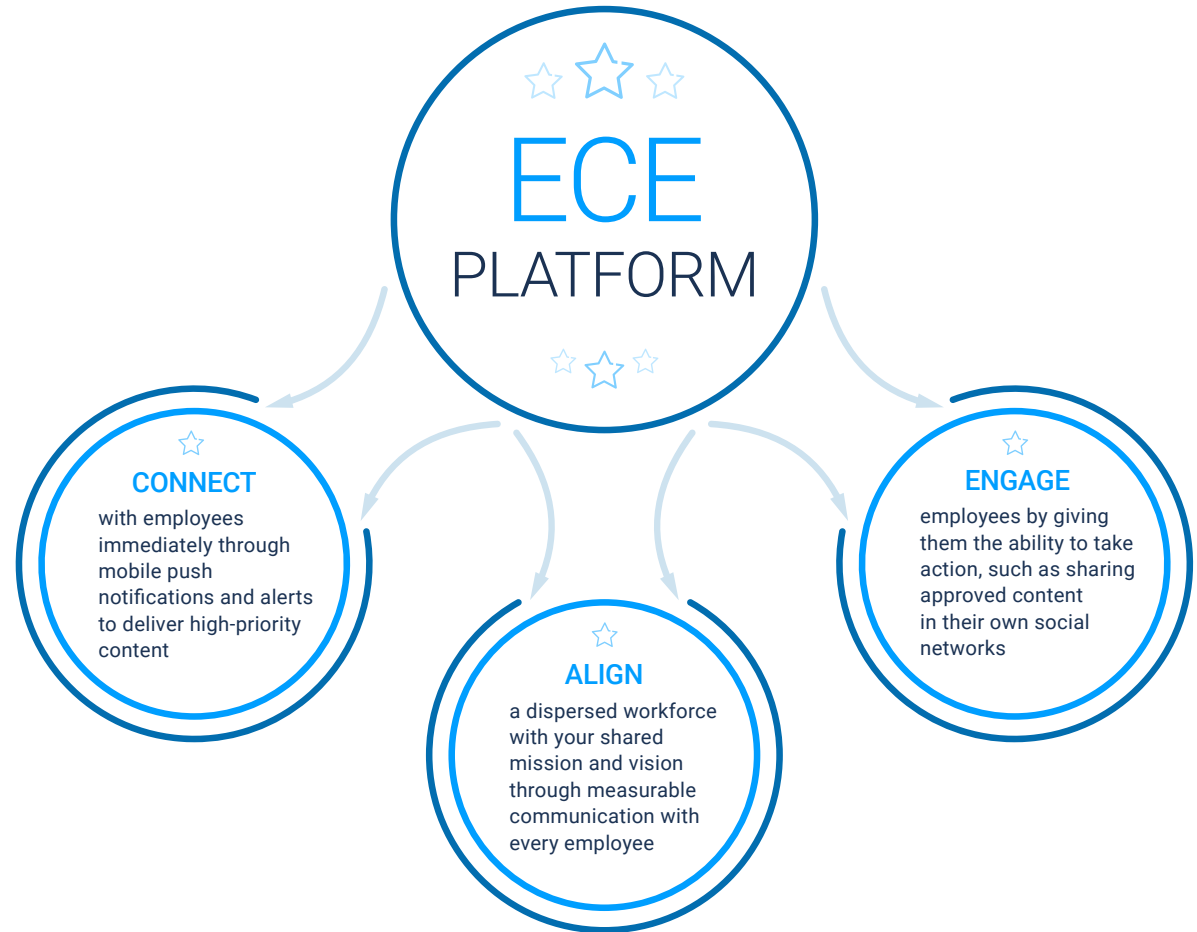 ECE
PLATFORM
CONNECT
with employees
immediately through
mobile push
notifications and alerts
to deliver high-priority
content
ALIGN
a dispersed workforce
with your shared
mission and vision
through measurable
communication with
every employee
ENGAGE
employees by giving
them the ability to take
action, such as sharing
approved content
in their own social
networks